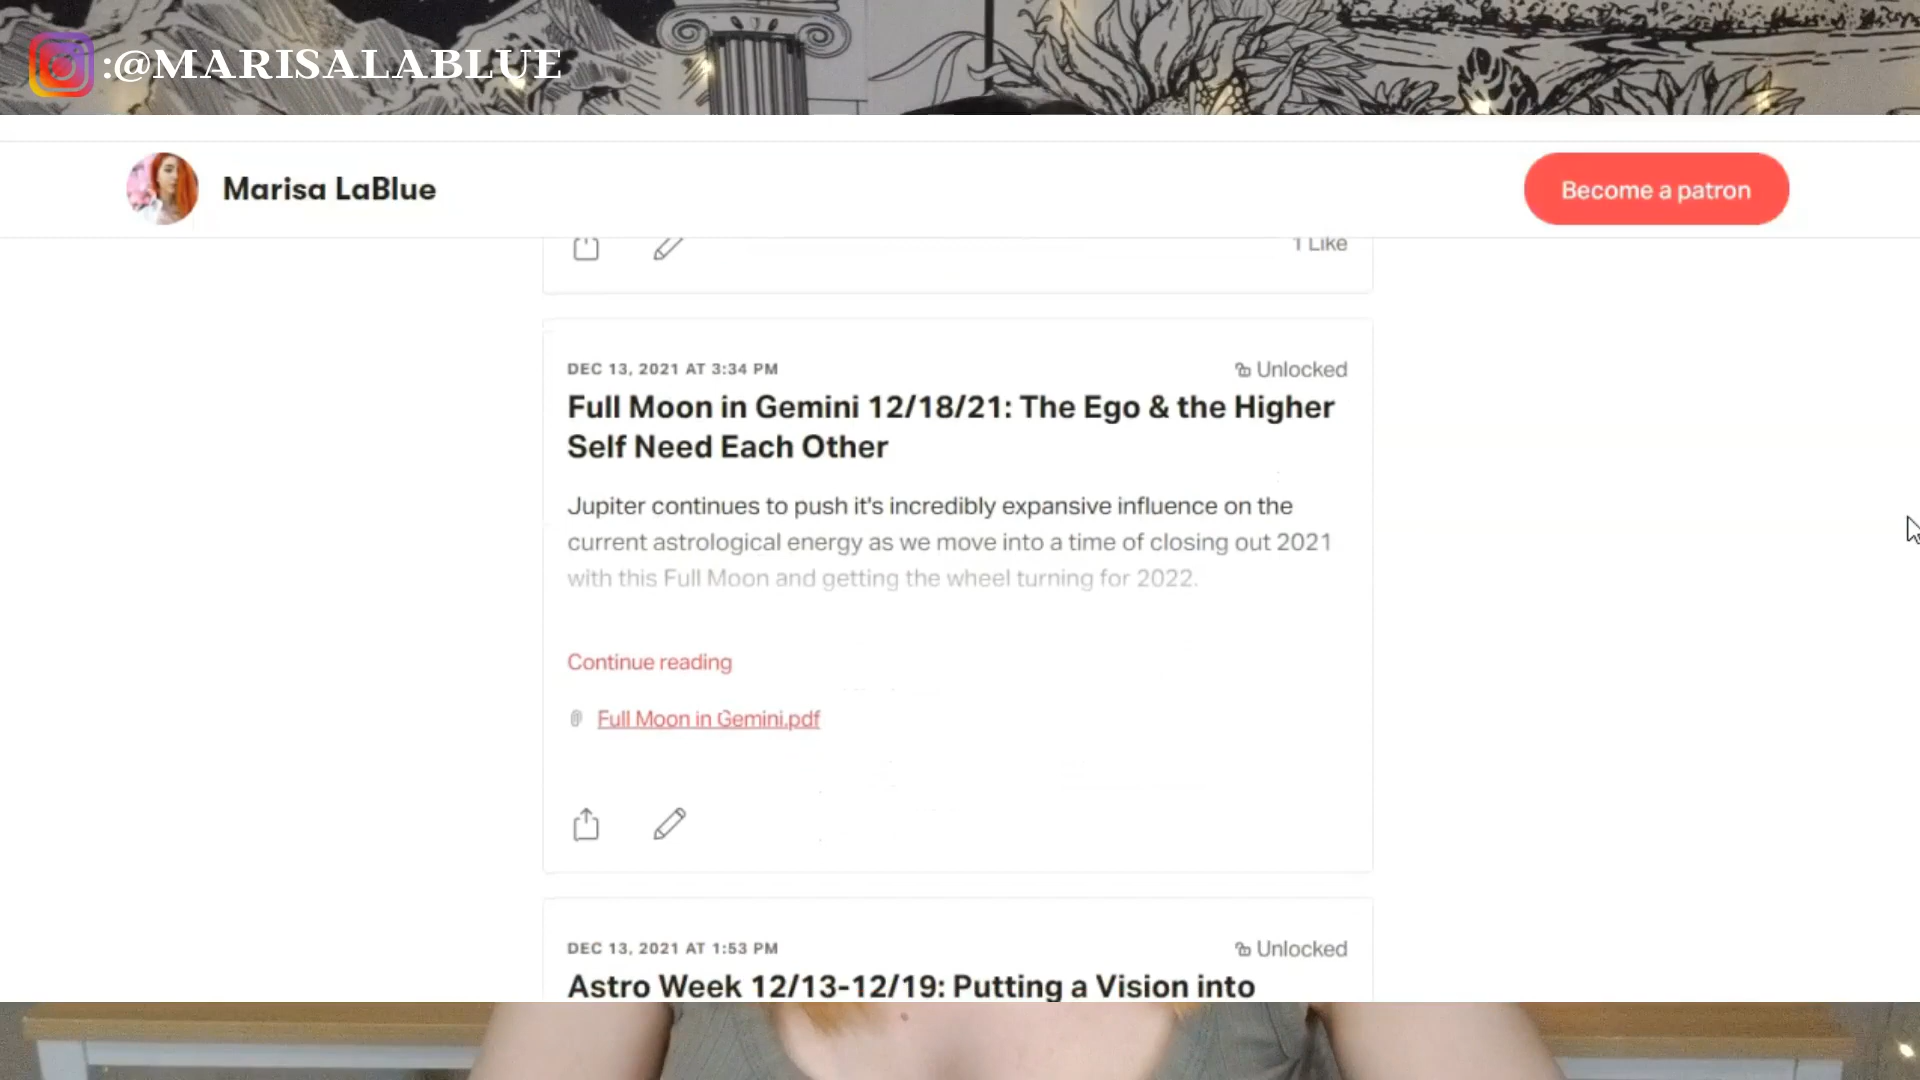 :@MARISALABLUE
Marisa LaBlue
Become a patron
1 Like
DEC 13, 2021 AT 3:34 PM
Unlocked
Full Moon in Gemini 12/18/21: The Ego & the Higher
Self Need Each Other
Jupiter continues to push it's incredibly expansive influence on the
current astrological energy as we move into a time of closing out 2021
with this Full Moon and getting the wheel turning for 2022.
Continue reading
Full Moon in Gemini.pdf
DEC 13, 2021 AT 1:53 PM
Unlocked
Astro Week 12/13-12/19: Putting a Vision into